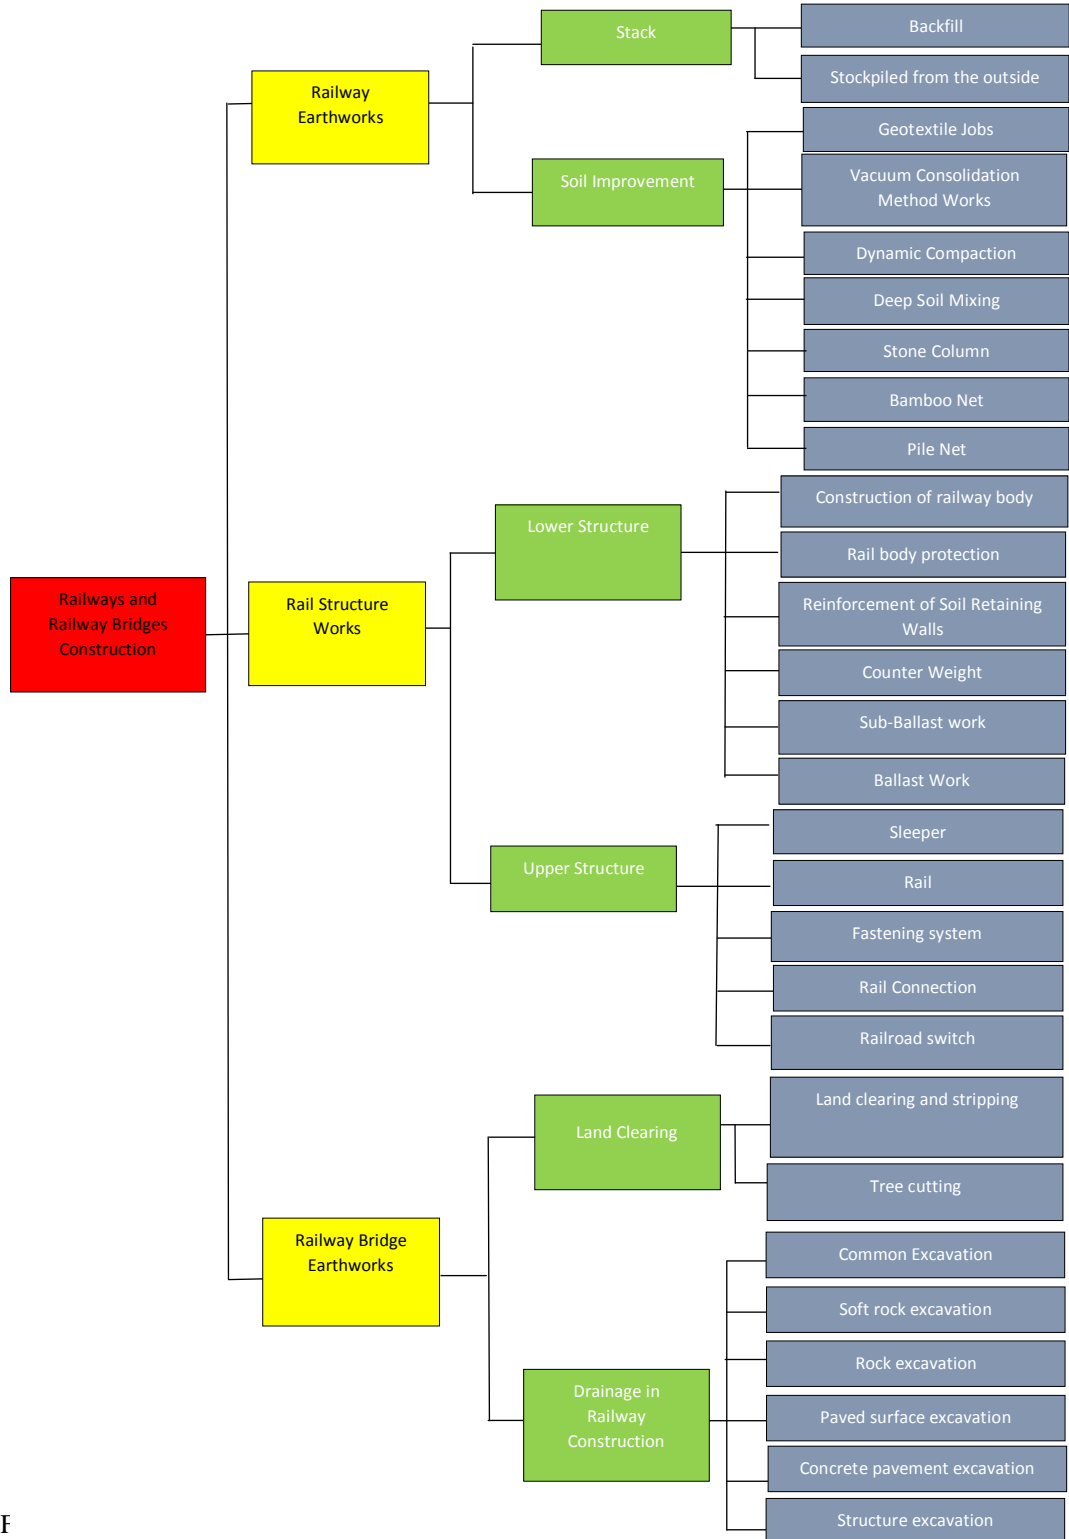 Stack
Backfill
Stockpiled from the outside
Railway
Earthworks
Soil Improvement
Geotextile Jobs
Vacuum Consolidation
Method Works
Dynamic Compaction
Deep Soil Mixing
Stone Column
Bamboo Net
Pile Net
Railways and
Railway Bridges
Construction
Rail Structure
Works
Lower Structure
Construction of railway body
Rail body protection
Reinforcement of Soil Retaining
Walls
Counter Weight
Sub-Ballast work
Ballast Work
Upper Structure
Sleeper
Rail
Fastening system
Rail Connection
Railroad switch
Railway Bridge
Earthworks
Land Clearing
Land clearing and stripping
Tree cutting
Drainage in
Railway
Construction
Common Excavation
Soft rock excavation
Rock excavation
Paved surface excavation
Concrete pavement excavation
Structure excavation